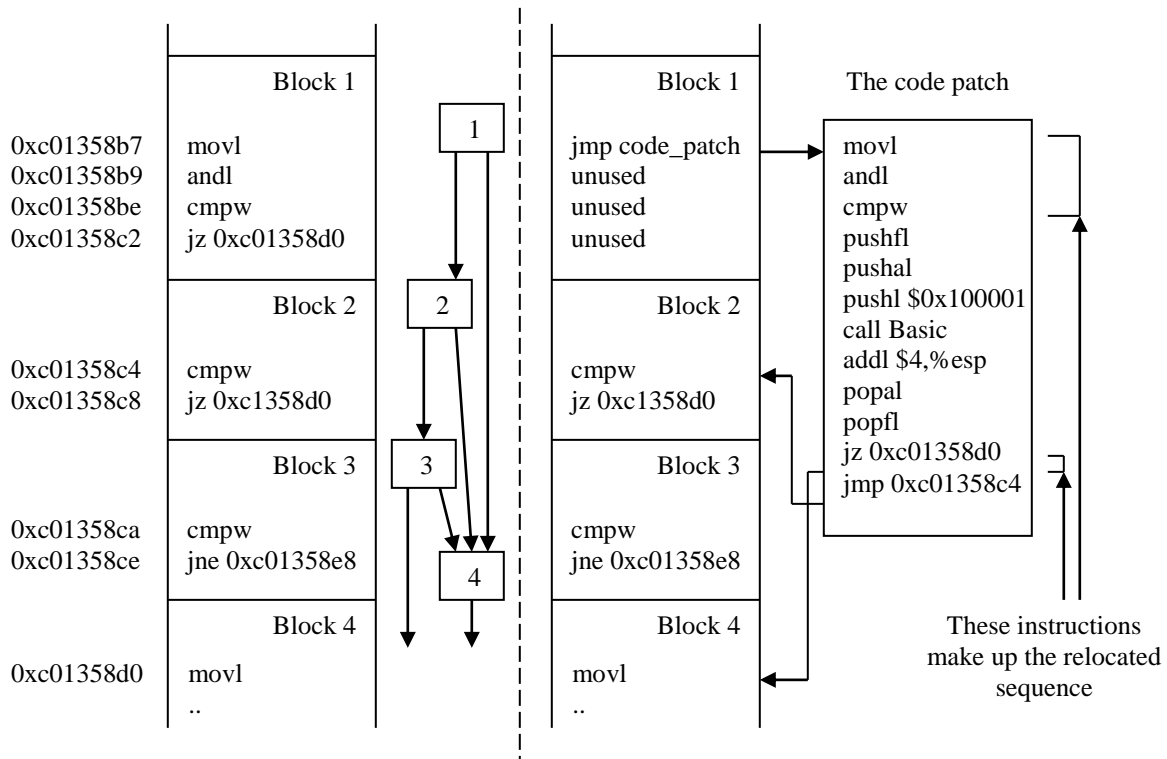 Block 1
0xc01358b7 movl
0xc01358b9 andl
0xc01358be cmpw
0xc01358c2 jz 0xc01358d0
Block 2
0xc01358c4 cmpw
0xc01358c8 jz 0xc1358d0
Block 3
0xc01358ca cmpw
0xc01358ce jne 0xc01358e8
Block 4
0xc01358d0 movl
..
1
2
3
4
Block 1
jmp code_patch
unused
unused
unused
Block 2
cmpw
jz 0xc1358d0
Block 3
cmpw
jne 0xc01358e8
Block 4
movl
..
The code patch
movl
andl
cmpw
pushfl
pushal
pushl $0x100001
call Basic
addl $4,%esp
popal
popfl
jz 0xc01358d0
jmp 0xc01358c4
These instructions
make up the relocated
sequence